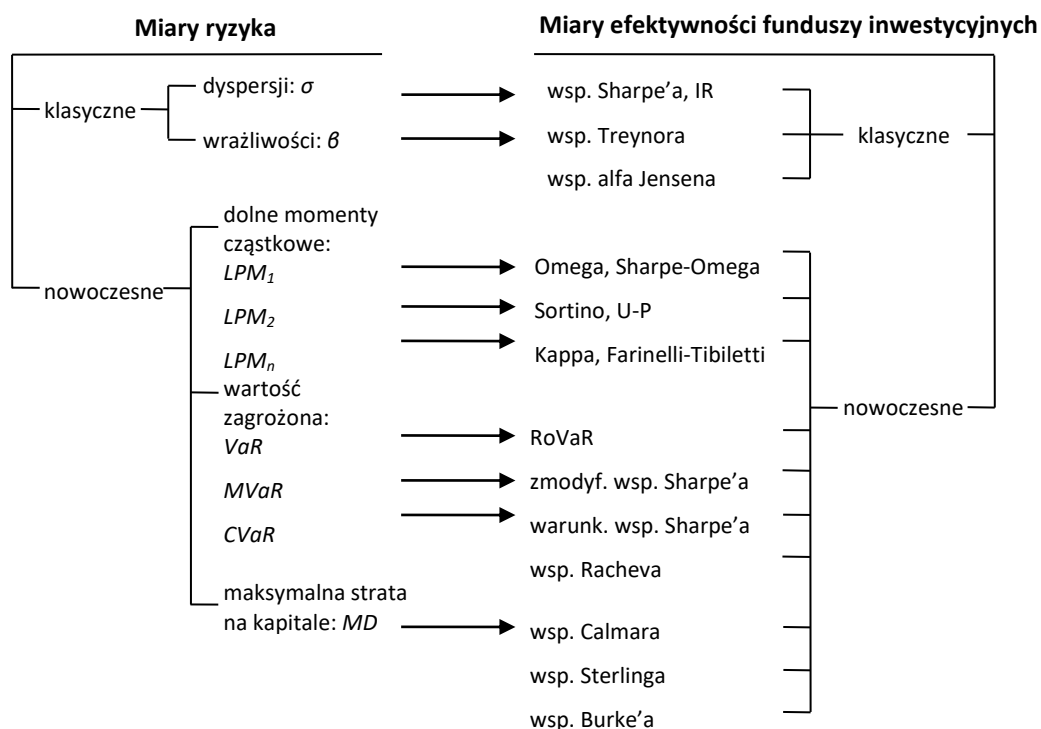 Miary ryzyka
klasyczne
dyspersji: σ
wrażliwości: β
nowoczesne
dolne momenty
cząstkowe:
LPM1
LPM2
LPMn
wartość
zagrożona:
VaR
MVaR
CVaR
maksymalna strata
na kapitale: MD
Miary efektywności funduszy inwestycyjnych
wsp. Sharpe’a, IR
wsp. Treynora
wsp. alfa Jensena
klasyczne
Omega, Sharpe-Omega
Sortino, U-P
Kappa, Farinelli-Tibiletti
RoVaR
zmodyf. wsp. Sharpe’a
warunk. wsp. Sharpe’a
wsp. Racheva
wsp. Calmara
wsp. Sterlinga
wsp. Burke’a
nowoczesne